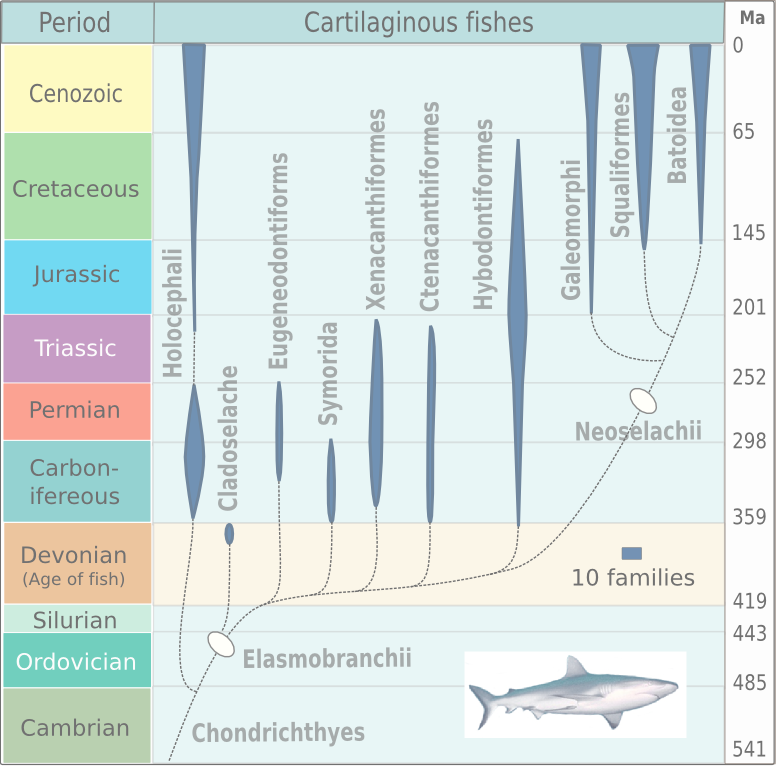 Period
Cartilaginous fishes
Ma
0
Cenozoic
65
Cretaceous
145
Jurassic
201
Triassic
252
Permian
298
Carbon-
ifereous
359
Devonian
(Age of fish)
419
Silurian
443
Ordovician
485
Cambrian
541
Holocephali
Cladoselache
Eugeneodontiforms
Symorida
Xenacanthiformes
Ctenacanthiformes
Hybodontiformes
Galeomorphi
Squaliformes
Batoidea
Neoselachii
10 families
Elasmobranchii
Chondrichthyes